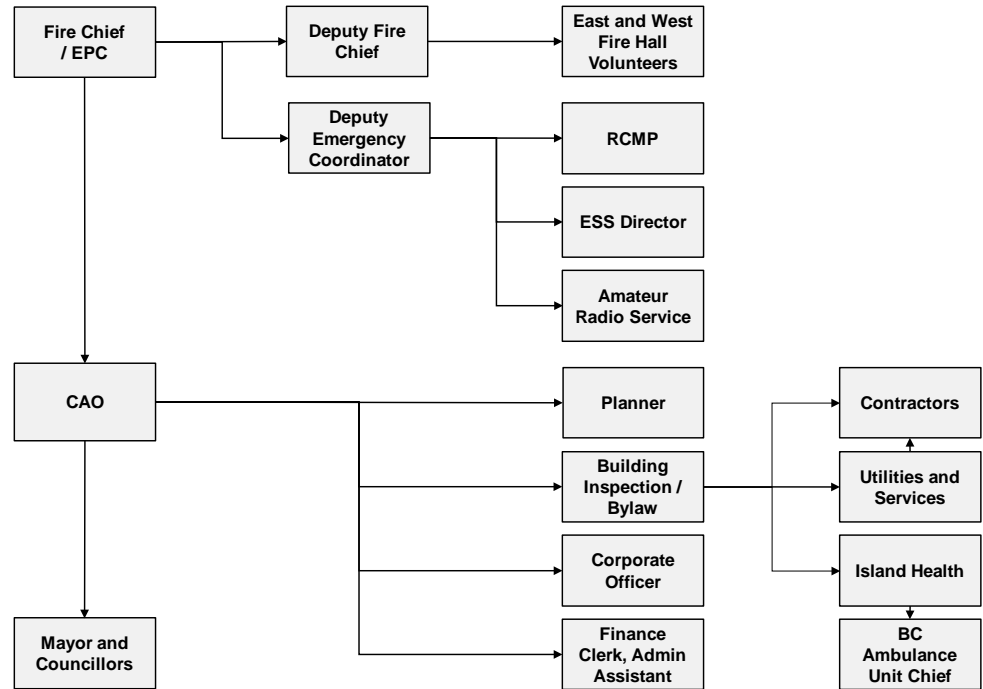 Fire Chief
/ EPC
Deputy Fire
Chief
East and West
Fire Hall
Volunteers
Deputy
Emergency
Coordinator
RCMP
ESS Director
Amateur
Radio Service
CAO
Planner
Contractors
Building
Inspection /
Bylaw
Utilities and
Services
Corporate
Officer
Island Health
Mayor and
Councillors
Finance
Clerk, Admin
Assistant
BC
Ambulance
Unit Chief